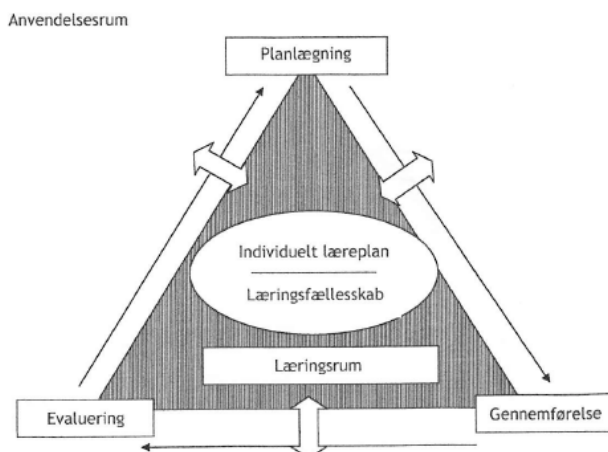 Anvendelsesrum
Planlægning
Individuelt læreplan
Læringsfællesskab
Læringsrum
Evaluering
Gennemførelse